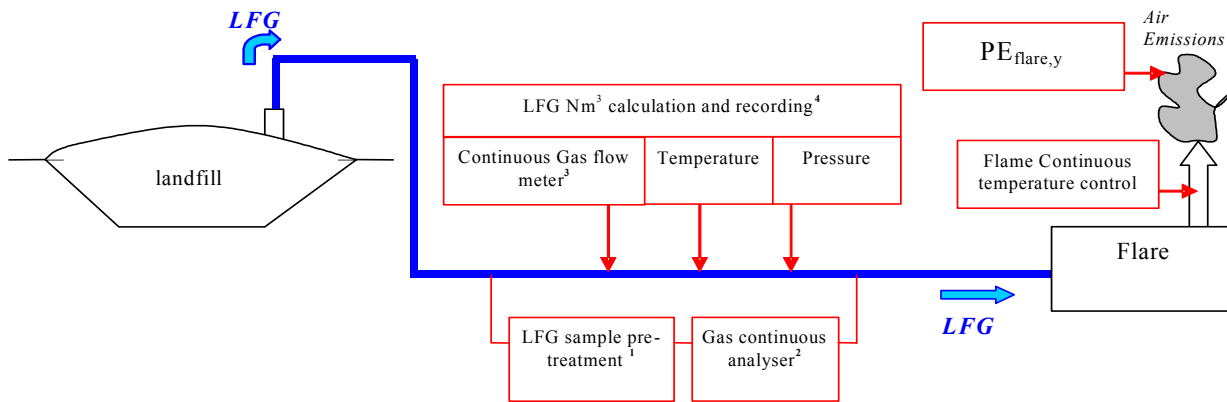 LFG
Air
Emissions
PE_flare,y
LFG Nm³ calculation and recording⁴
Continuous Gas flow
meter³
Temperature
Pressure
Flame Continuous
temperature control
landfill
Flare
LFG
LFG sample pre-
treatment ¹
Gas continuous
analyser²